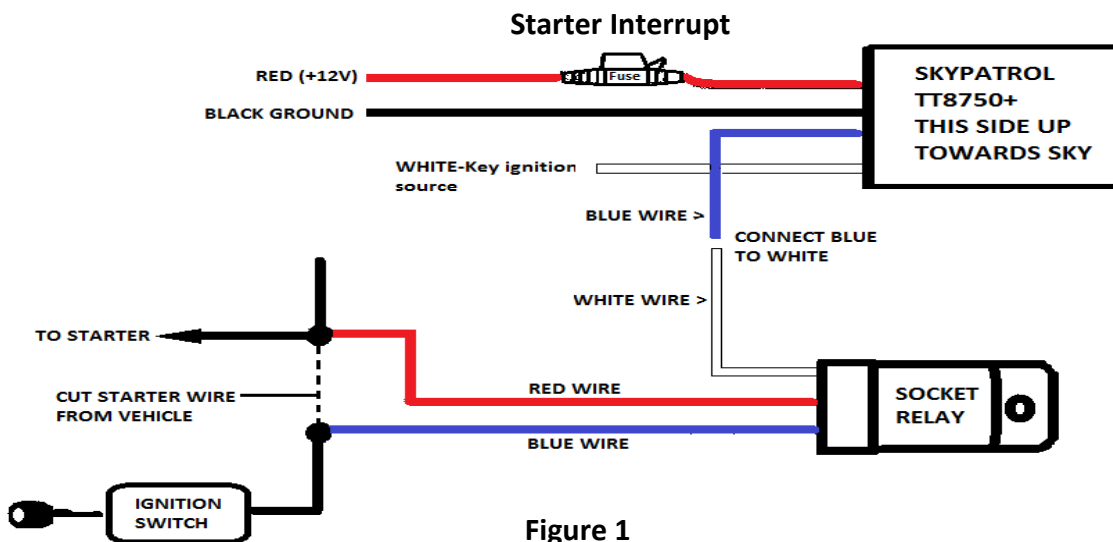 Starter Interrupt
RED (+12V)
Fuse
BLACK GROUND
SKYPATROL
TT8750+
THIS SIDE UP
TOWARDS SKY
WHITE-Key ignition
source
BLUE WIRE >
CONNECT BLUE
TO WHITE
WHITE WIRE >
TO STARTER
CUT STARTER WIRE
FROM VEHICLE
RED WIRE
BLUE WIRE
SOCKET
RELAY
IGNITION
SWITCH
Figure 1